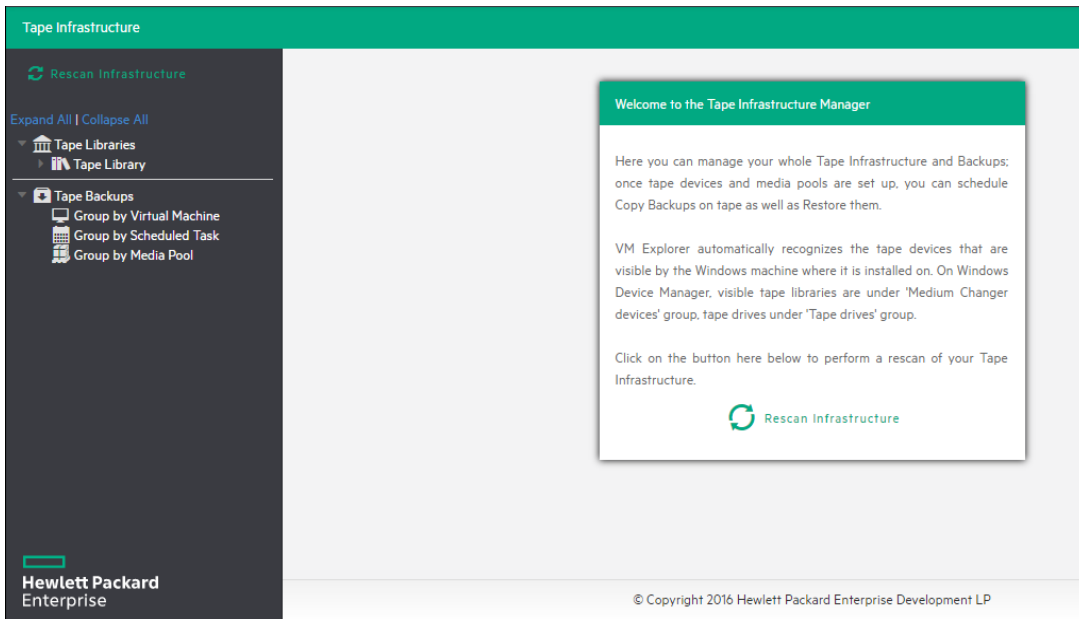 Tape Infrastructure
Rescan Infrastructure
Expand All | Collapse All
Tape Libraries
Tape Library
Tape Backups
Group by Virtual Machine
Group by Scheduled Task
Group by Media Pool
Hewlett Packard
Enterprise
Welcome to the Tape Infrastructure Manager
Here you can manage your whole Tape Infrastructure and Backups;
once tape devices and media pools are set up, you can schedule
Copy Backups on tape as well as Restore them.
VM Explorer automatically recognizes the tape devices that are
visible by the Windows machine where it is installed on. On Windows
Device Manager, visible tape libraries are under 'Medium Changer
devices' group, tape drives under 'Tape drives' group.
Click on the button here below to perform a rescan of your Tape
Infrastructure.
Rescan Infrastructure
© Copyright 2016 Hewlett Packard Enterprise Development LP